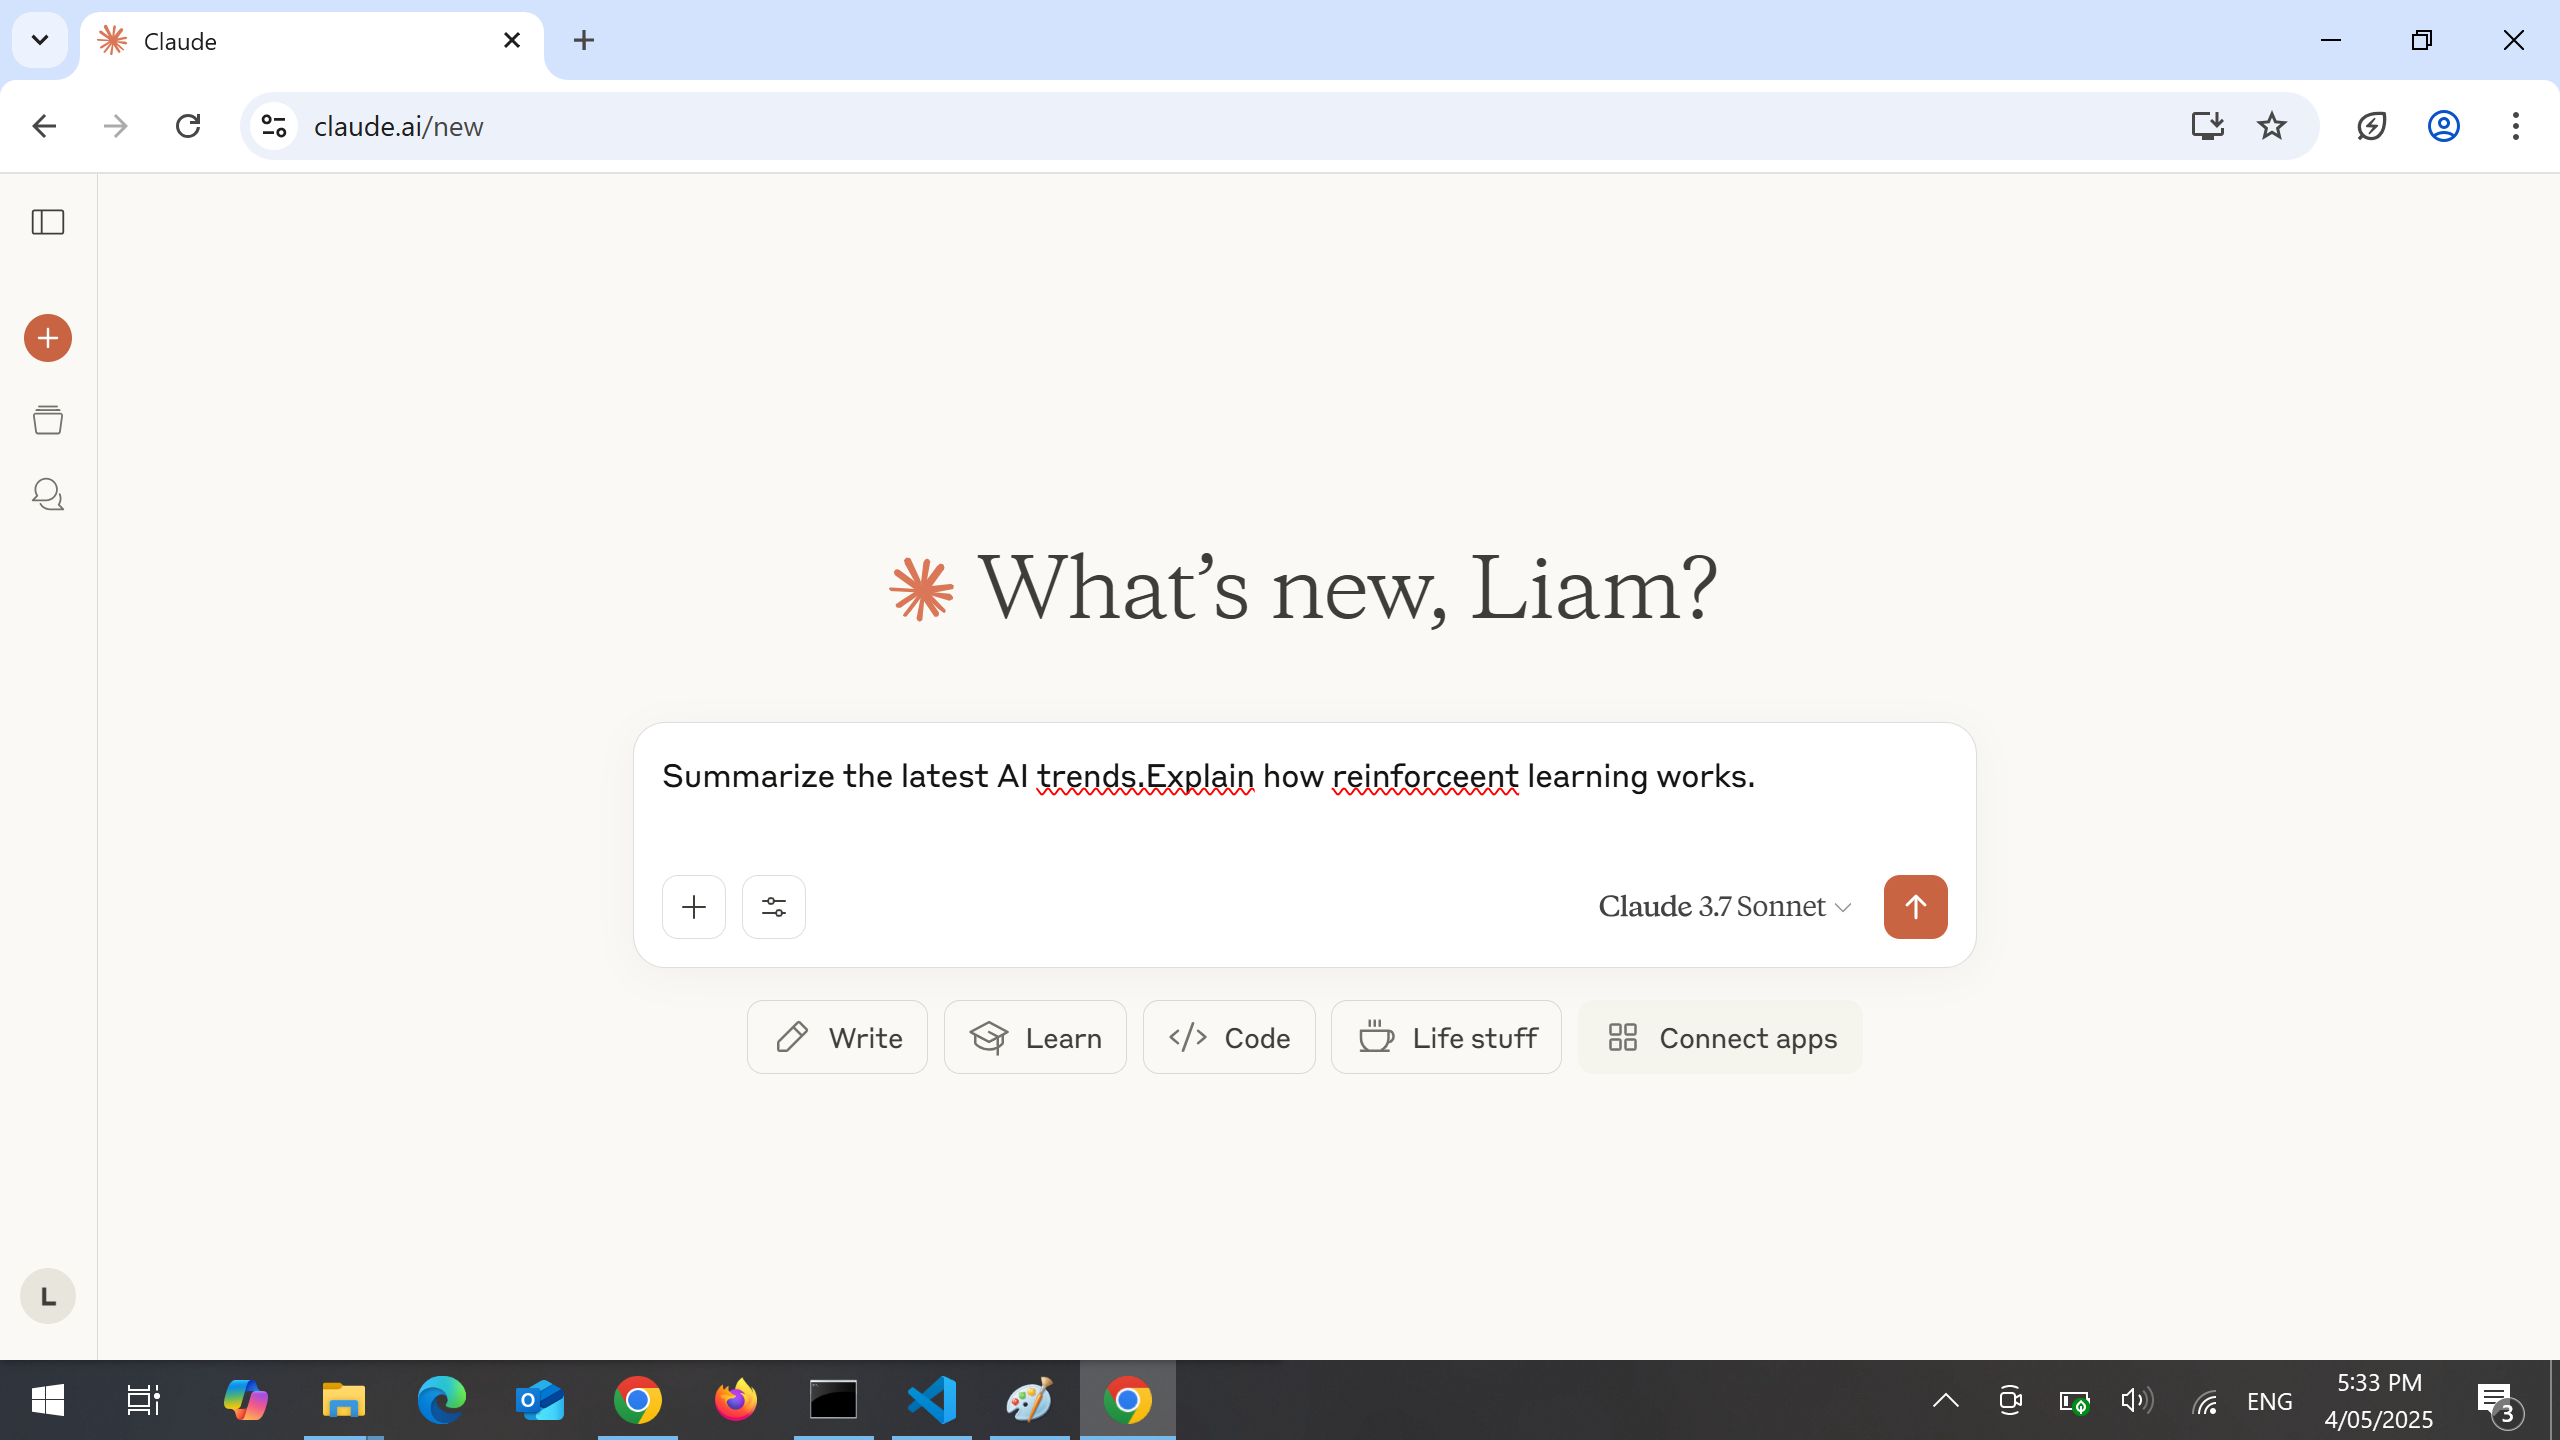 Claude
claude.ai/new
What's new, Liam?
Summarize the latest AI trends.Explain how reinforceent learning works.
Claude 3.7 Sonnet
Write
Learn
Code
Life stuff
Connect apps
L
ENG
5:33 PM
4/05/2025
3